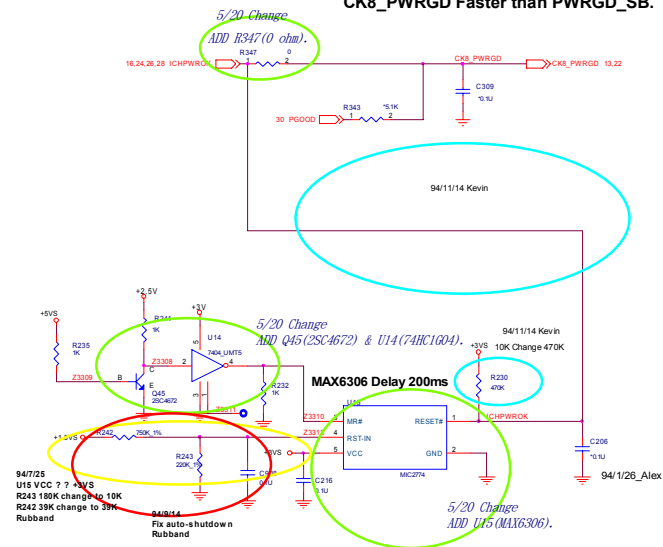 CK8_PWRGD Faster than PWRGD_SB.
5/20 Change
ADD R347(0 ohm).
R347
0
16,24,26,28 ICHPWROK
1
2
CK8_PWRGD
CK8_PWRGD 13,22
C309
*0.1U
R343
*5.1K
30 PGOOD
1
2
94/11/14 Kevin
+2.5V
+5VS
+3V
R235
1K
1K
U14
7404_UMT5
5/20 Change
ADD Q45(2SC4672) & U14(74HC1G04).
5
Z3308
2
4
C
Z3309
B
E
Q45
2SC4672
3
1
R232
1K
94/11/14 Kevin
+3VS
10K Change 470K
R230
470K
MAX6306 Delay 200ms
Z3310
3
MR#
RESET#
1
ICHPWROK
R242
750K_1%
4
RST-IN
5
VCC
GND
2
MIC2774
R243
220K_1%
C216
0.1U
C206
*0.1U
94/1/26_Alex
94/7/25
U15 VCC ? ? +3VS
R243 180K change to 10K
R242 39K change to 39K
Rubband
94/9/14
Fix auto-shutdown
Rubband
5/20 Change
ADD U15(MAX6306).